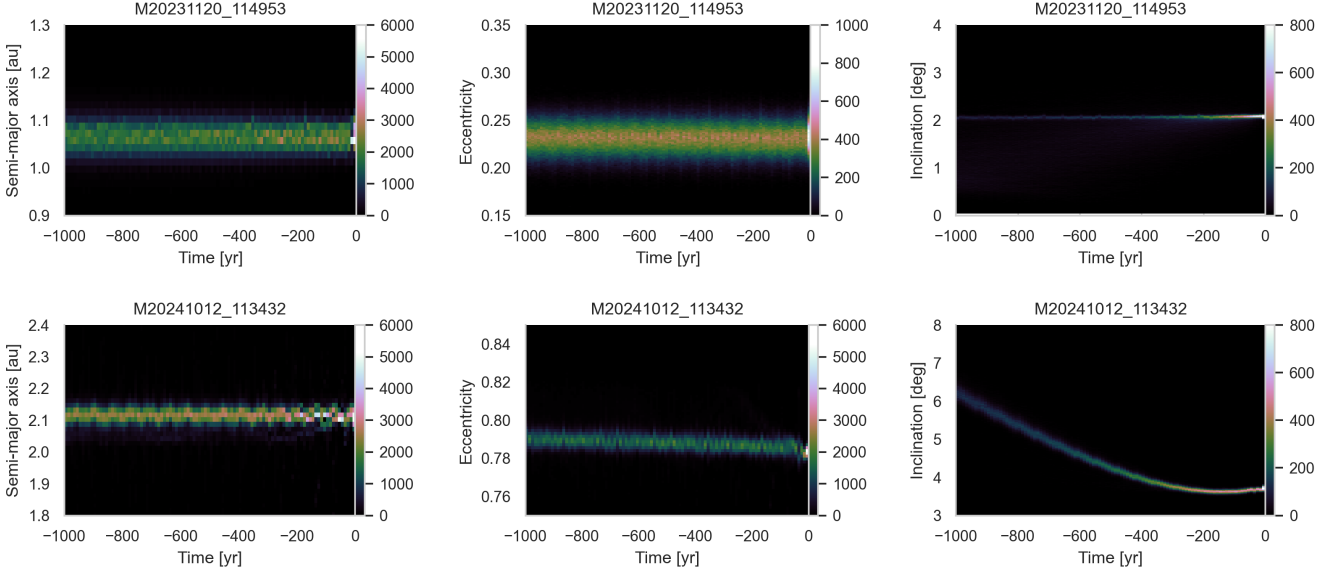 M20231120_114953
Semi-major axis [au]
1.3
1.2
1.1
1.0
0.9
−1000 −800 −600 −400 −200 0
Time [yr]
6000
5000
4000
3000
2000
1000
0
M20231120_114953
Eccentricity
0.35
0.30
0.25
0.20
0.15
−1000 −800 −600 −400 −200 0
Time [yr]
1000
800
600
400
200
0
M20231120_114953
Inclination [deg]
4
3
2
1
0
−1000 −800 −600 −400 −200 0
Time [yr]
800
600
400
200
0
M20241012_113432
Semi-major axis [au]
2.4
2.3
2.2
2.1
2.0
1.9
1.8
−1000 −800 −600 −400 −200 0
Time [yr]
6000
5000
4000
3000
2000
1000
0
M20241012_113432
Eccentricity
0.84
0.82
0.80
0.78
0.76
−1000 −800 −600 −400 −200 0
Time [yr]
6000
5000
4000
3000
2000
1000
0
M20241012_113432
Inclination [deg]
8
7
6
5
4
3
−1000 −800 −600 −400 −200 0
Time [yr]
800
600
400
200
0